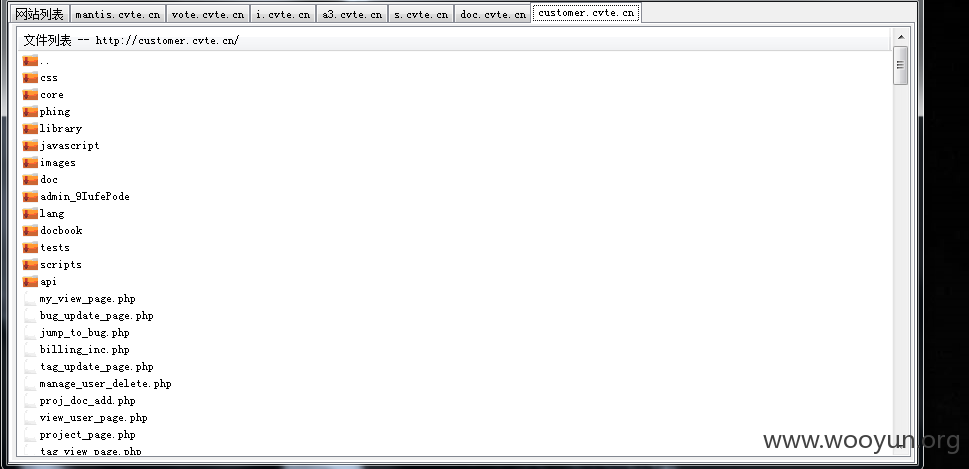 网站列表 mantis.cvte.cn vote.cvte.cn i.cvte.cn a3.cvte.cn s.cvte.cn doc.cvte.cn customer.cvte.cn
文件列表 -- http://customer.cvte.cn/
..
css
core
phing
library
javascript
images
doc
admin_9IufePode
lang
docbook
tests
scripts
api
my_view_page.php
bug_update_page.php
jump_to_bug.php
billing_inc.php
tag_update_page.php
manage_user_delete.php
proj_doc_add.php
view_user_page.php
project_page.php
tag_view_page.php
www.wooyun.org